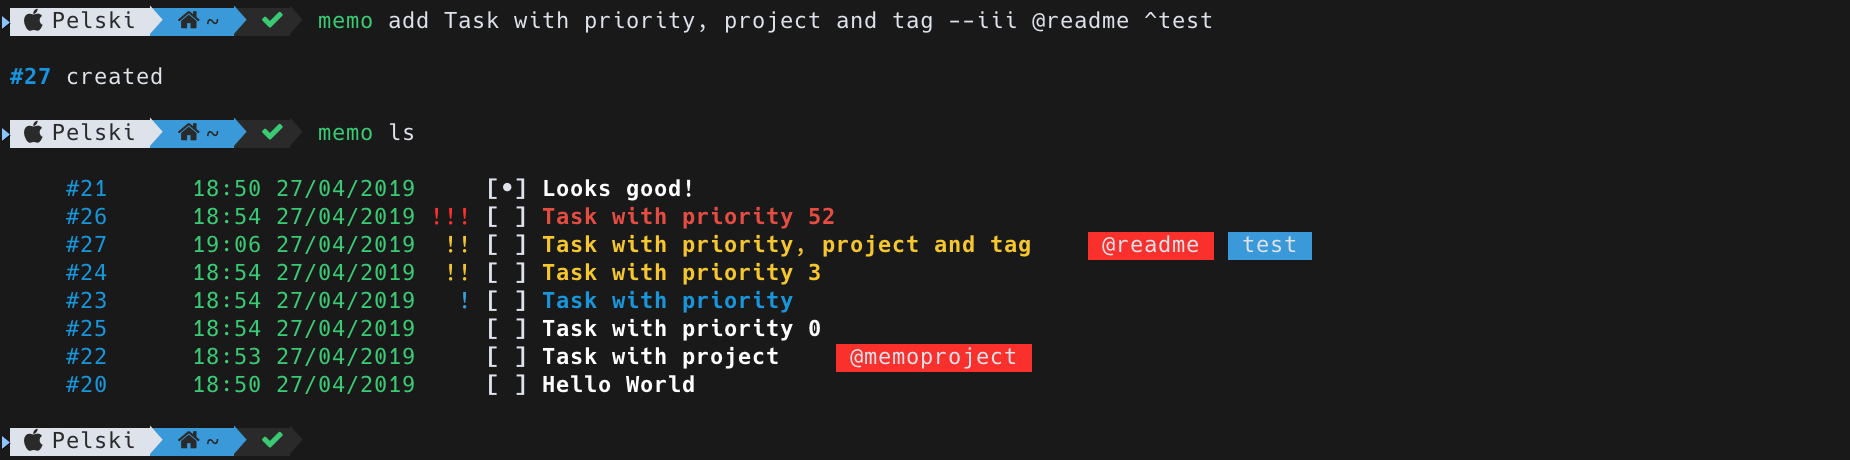 Pelski ~ memo add Task with priority, project and tag --iii @readme ^test
#27 created
Pelski ~ memo ls
#21 18:50 27/04/2019 [•] Looks good!
#26 18:54 27/04/2019 !!! [ ] Task with priority 52
#27 19:06 27/04/2019 !! [ ] Task with priority, project and tag @readme test
#24 18:54 27/04/2019 !! [ ] Task with priority 3
#23 18:54 27/04/2019 ! [ ] Task with priority
#25 18:54 27/04/2019 [ ] Task with priority 0
#22 18:53 27/04/2019 [ ] Task with project @memoproject
#20 18:50 27/04/2019 [ ] Hello World
Pelski ~